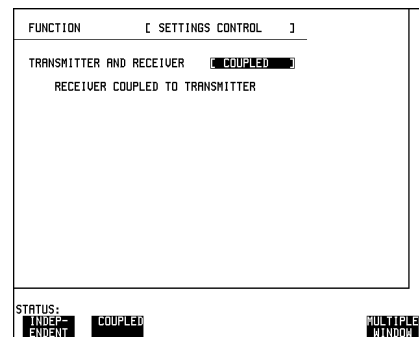 FUNCTION [ SETTINGS CONTROL ]
TRANSMITTER AND RECEIVER [ COUPLED ]
RECEIVER COUPLED TO TRANSMITTER
STATUS:
INDEP- COUPLED MULTIPLE
ENDENT WINDOW